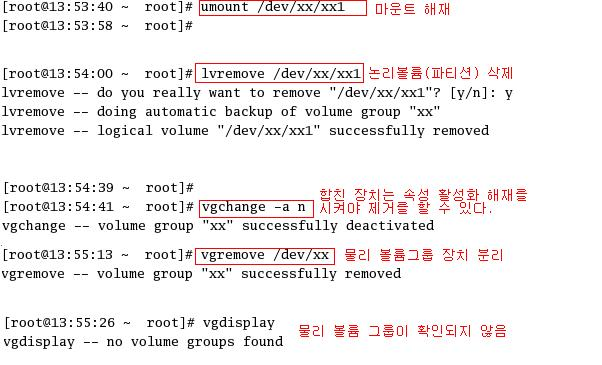 [root@13:53:40 ~  root]# umount /dev/xx/xx1 마운트 해재
[root@13:53:58 ~  root]#
[root@13:54:00 ~  root]# lvremove /dev/xx/xx1 논리볼륨(파티션) 삭제
lvremove -- do you really want to remove "/dev/xx/xx1"? [y/n]: y
lvremove -- doing automatic backup of volume group "xx"
lvremove -- logical volume "/dev/xx/xx1" successfully removed
[root@13:54:39 ~  root]#
합친 장치는 속성 활성화 해재를
[root@13:54:41 ~  root]# vgchange -a n 시켜야 제거를 할 수 있다.
vgchange -- volume group "xx" successfully deactivated
[root@13:55:13 ~  root]# vgremove /dev/xx 물리 볼륨그룹 장치 분리
vgremove -- volume group "xx" successfully removed
[root@13:55:26 ~  root]# vgdisplay
물리 볼륨 그룹이 확인되지 않음
vgdisplay -- no volume groups found